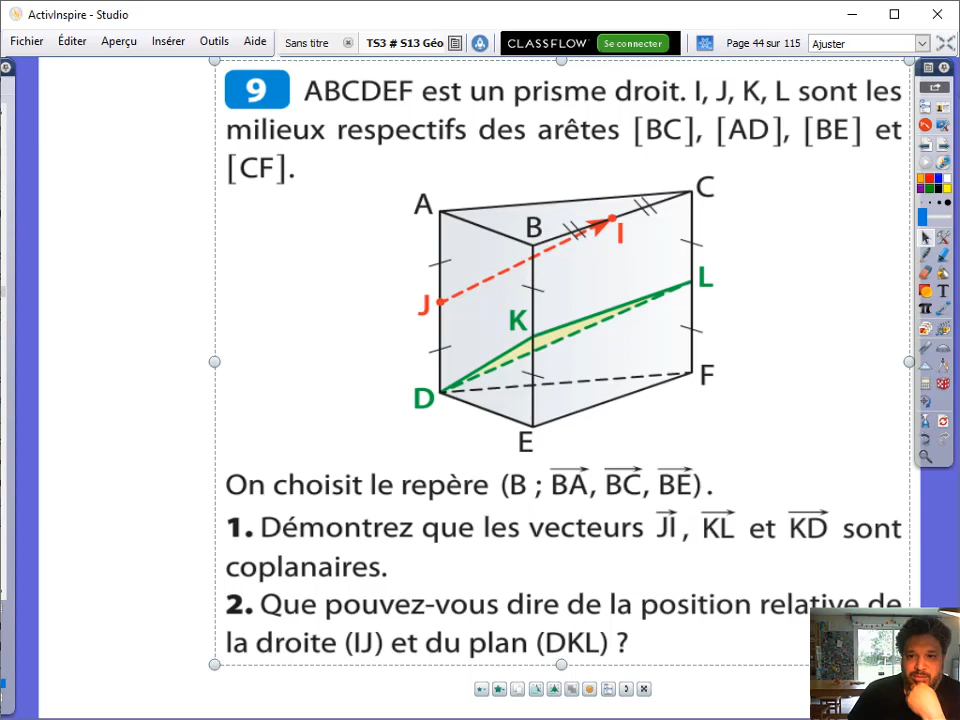 ActivInspire - Studio
Fichier Éditer Aperçu Insérer Outils Aide Sans titre TS3 # S13 Géo CLASSFLOW Se connecter Page 44 sur 115 Ajuster
9 ABCDEF est un prisme droit. I, J, K, L sont les
milieux respectifs des arêtes [BC], [AD], [BE] et
[CF].
C
A
B
I
L
J
K
F
D
E
On choisit le repère (B ; BA, BC, BE).
1. Démontrez que les vecteurs JI, KL et KD sont
coplanaires.
2. Que pouvez-vous dire de la position relative de
la droite (IJ) et du plan (DKL) ?